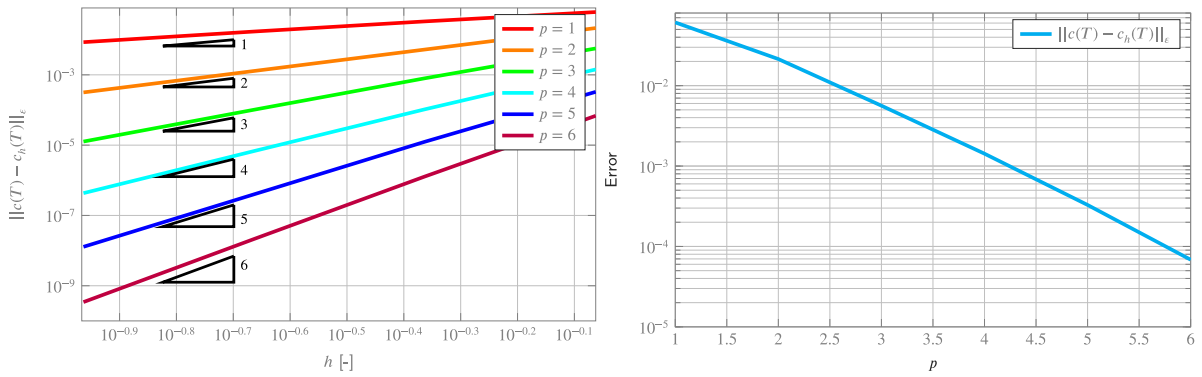 10⁻³
10⁻⁵
10⁻⁷
10⁻⁹
||c(T) − cₕ(T)||_ε
p = 1
p = 2
p = 3
p = 4
p = 5
p = 6
1
2
3
4
5
6
10⁻⁰·⁹ 10⁻⁰·⁸ 10⁻⁰·⁷ 10⁻⁰·⁶ 10⁻⁰·⁵ 10⁻⁰·⁴ 10⁻⁰·³ 10⁻⁰·² 10⁻⁰·¹
h [-]
||c(T) − cₕ(T)||_ε
10⁻²
10⁻³
10⁻⁴
10⁻⁵
Error
1 1.5 2 2.5 3 3.5 4 4.5 5 5.5 6
p